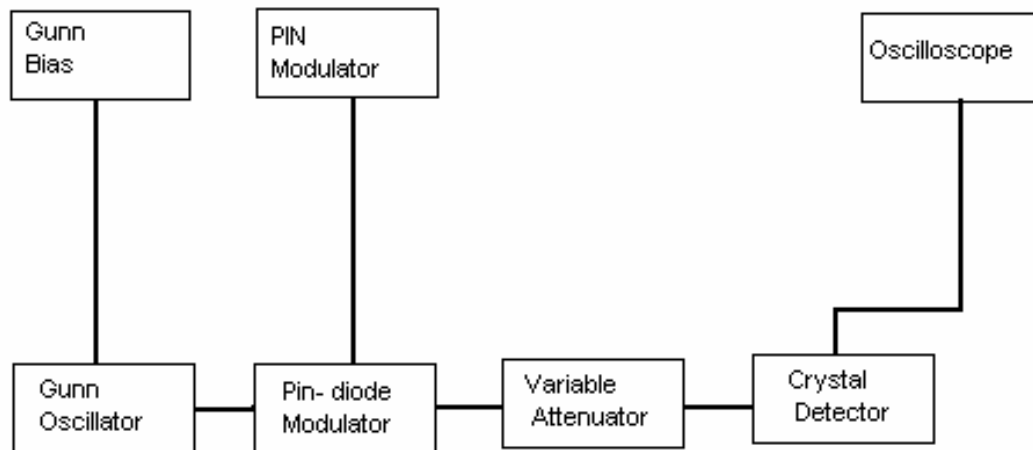 Gunn
Bias
PIN
Modulator
Oscilloscope
Gunn
Oscillator
Pin- diode
Modulator
Variable
Attenuator
Crystal
Detector